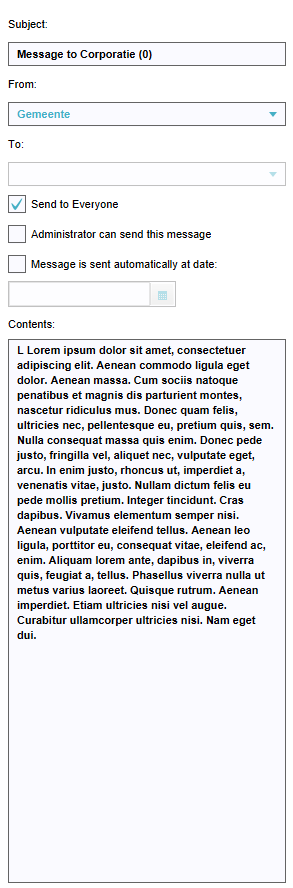 Subject:
Message to Corporatie (0)
From:
Gemeente
To:
Send to Everyone
Administrator can send this message
Message is sent automatically at date:
Contents:
L Lorem ipsum dolor sit amet, consectetuer
adipiscing elit. Aenean commodo ligula eget
dolor. Aenean massa. Cum sociis natoque
penatibus et magnis dis parturient montes,
nascetur ridiculus mus. Donec quam felis,
ultricies nec, pellentesque eu, pretium quis, sem.
Nulla consequat massa quis enim. Donec pede
justo, fringilla vel, aliquet nec, vulputate eget,
arcu. In enim justo, rhoncus ut, imperdiet a,
venenatis vitae, justo. Nullam dictum felis eu
pede mollis pretium. Integer tincidunt. Cras
dapibus. Vivamus elementum semper nisi.
Aenean vulputate eleifend tellus. Aenean leo
ligula, porttitor eu, consequat vitae, eleifend ac,
enim. Aliquam lorem ante, dapibus in, viverra
quis, feugiat a, tellus. Phasellus viverra nulla ut
metus varius laoreet. Quisque rutrum. Aenean
imperdiet. Etiam ultricies nisi vel augue.
Curabitur ullamcorper ultricies nisi. Nam eget
dui.